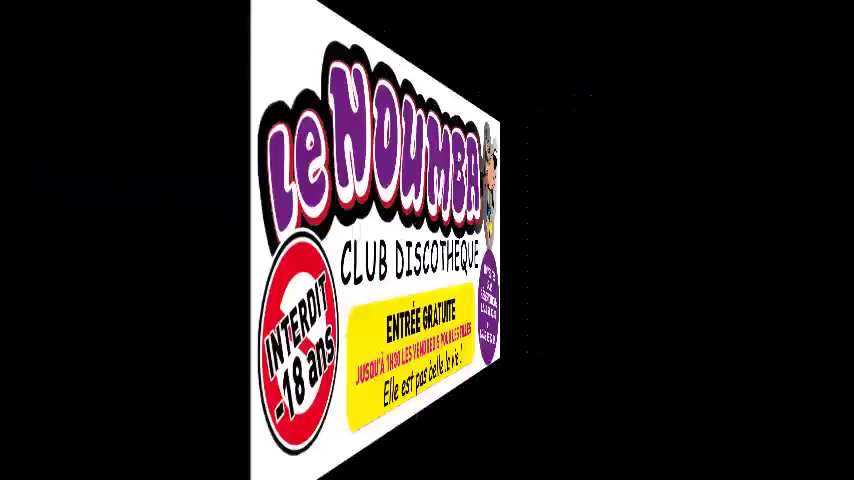 Le NOUMBA
CLUB DISCOTHEQUE
INTERDIT
-18 ans
ENTRÉE GRATUITE
JUSQU'À 1H30 LES VENDREDIS POUR LES FILLES
Elle est pas belle la vie !